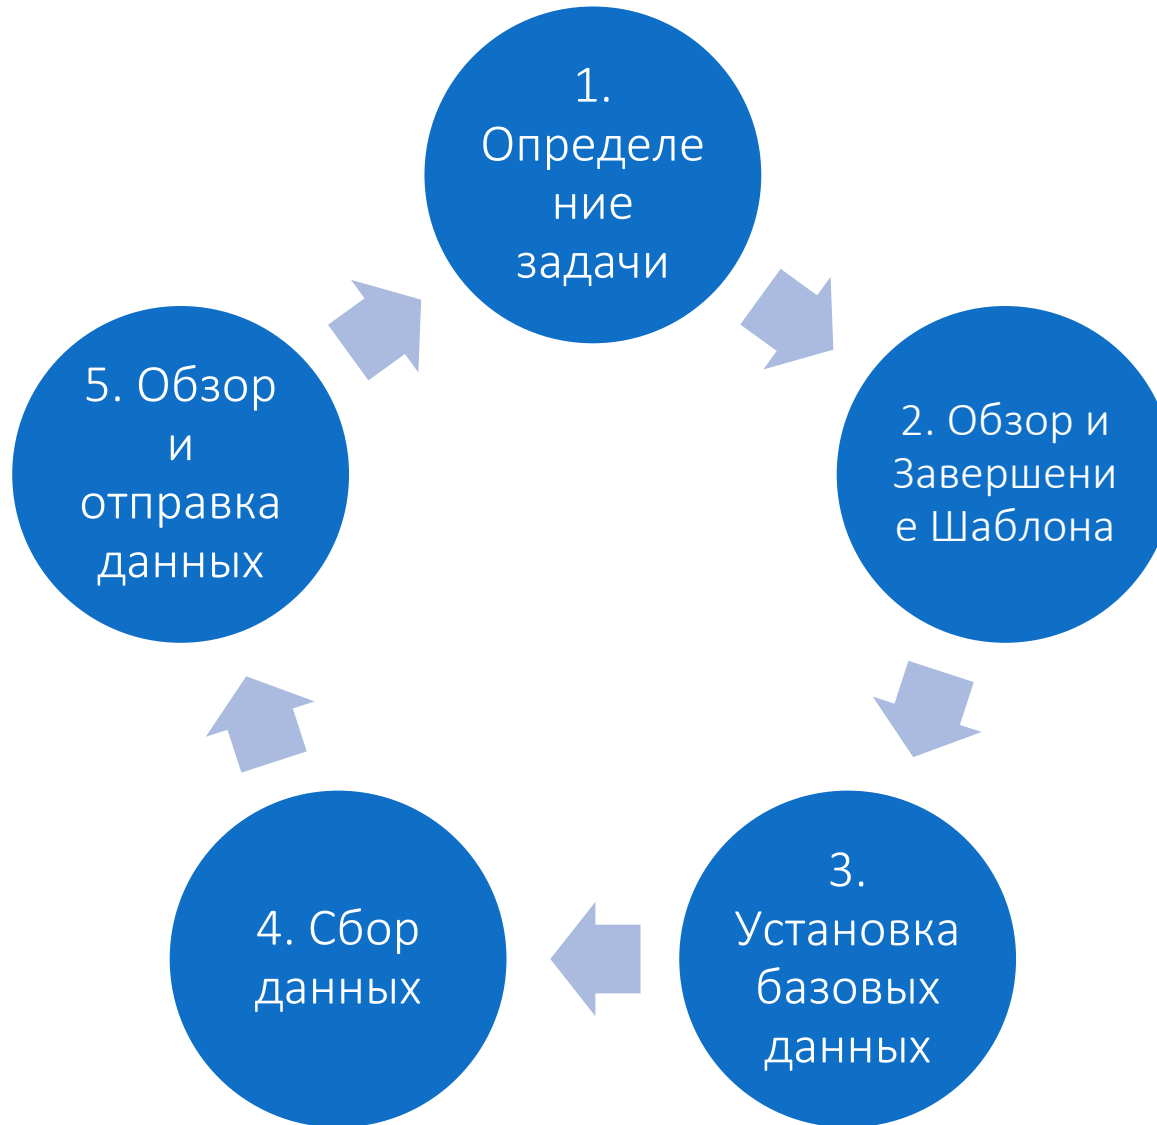 1.
Определе
ние
задачи
2. Обзор и
Завершени
е Шаблона
3.
Установка
базовых
данных
4. Сбор
данных
5. Обзор
и
отправка
данных